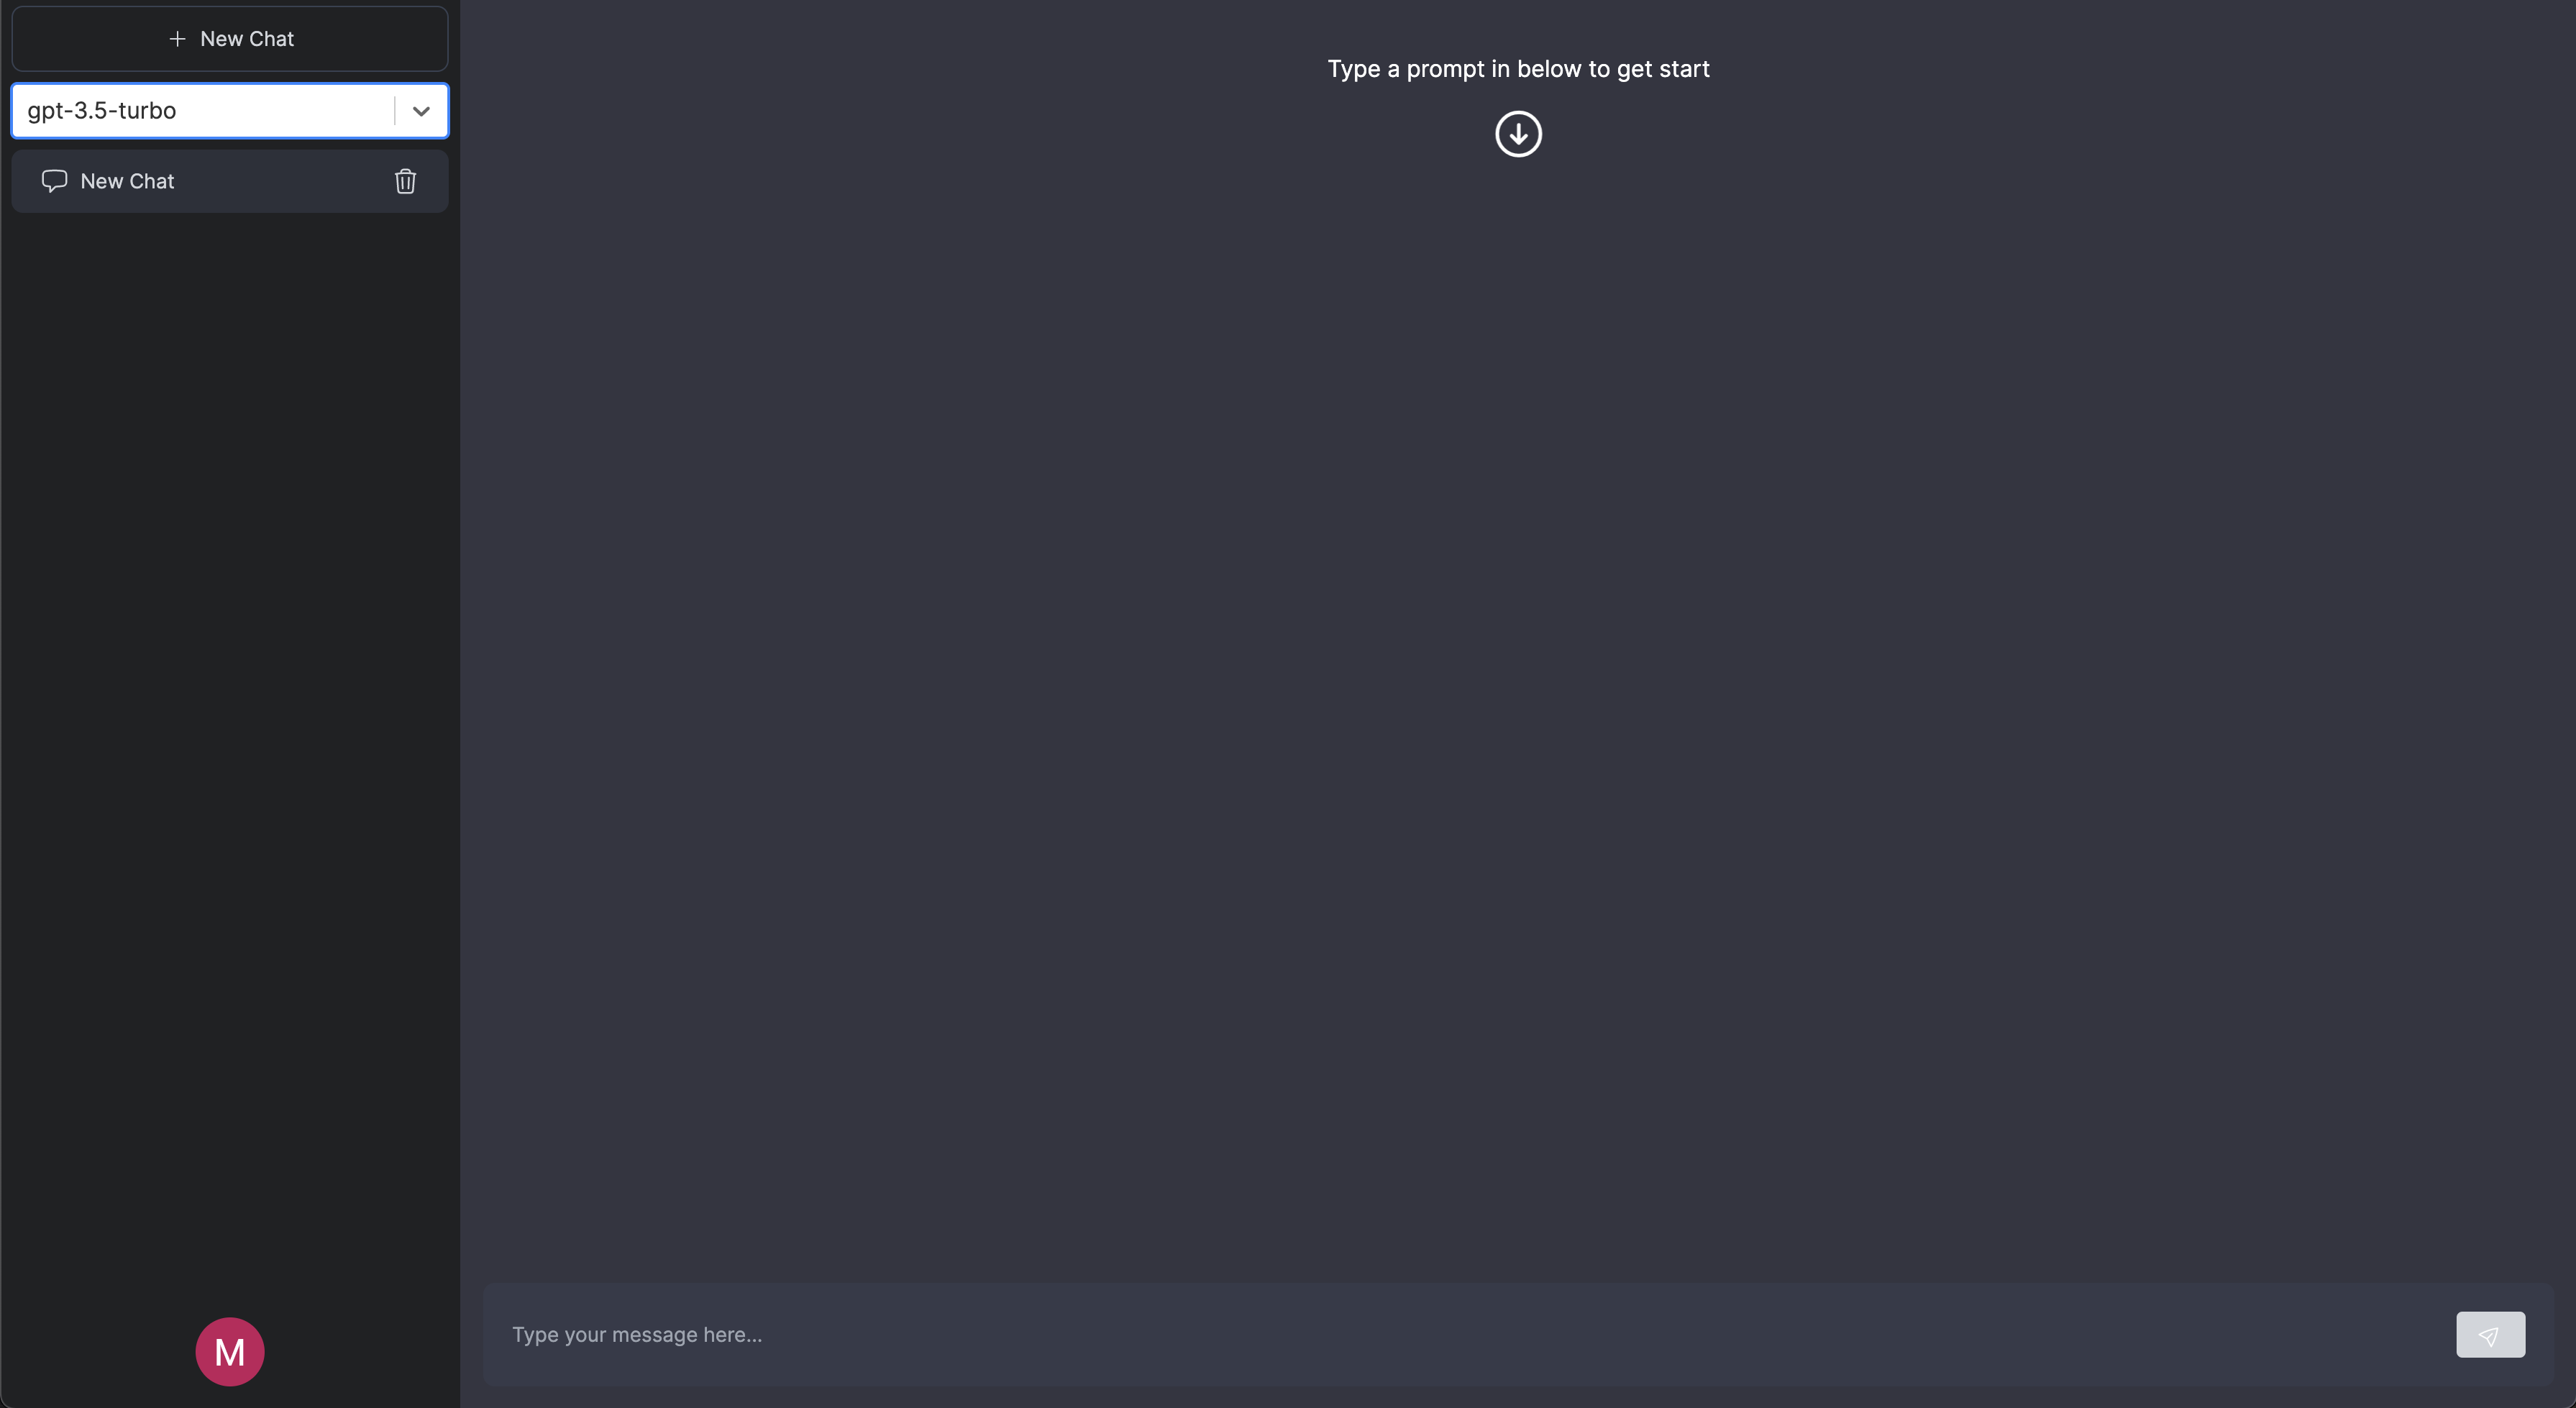 New Chat
gpt-3.5-turbo
New Chat
M
Type a prompt in below to get start
Type your message here...